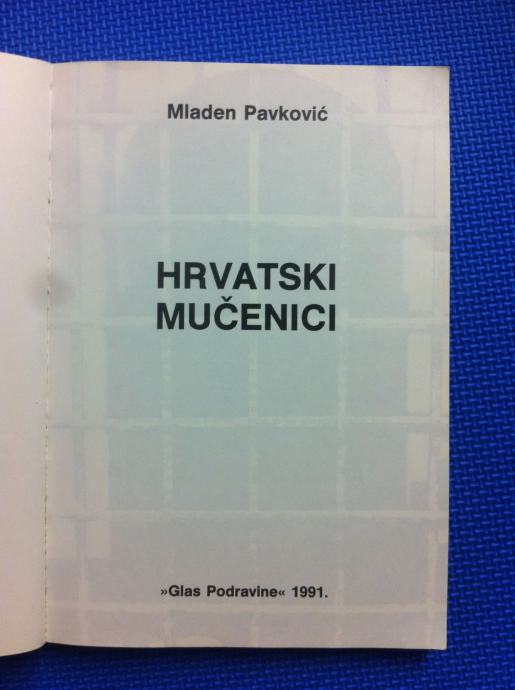 Mladen Pavković
HRVATSKI
MUČENICI
»Glas Podravine« 1991.